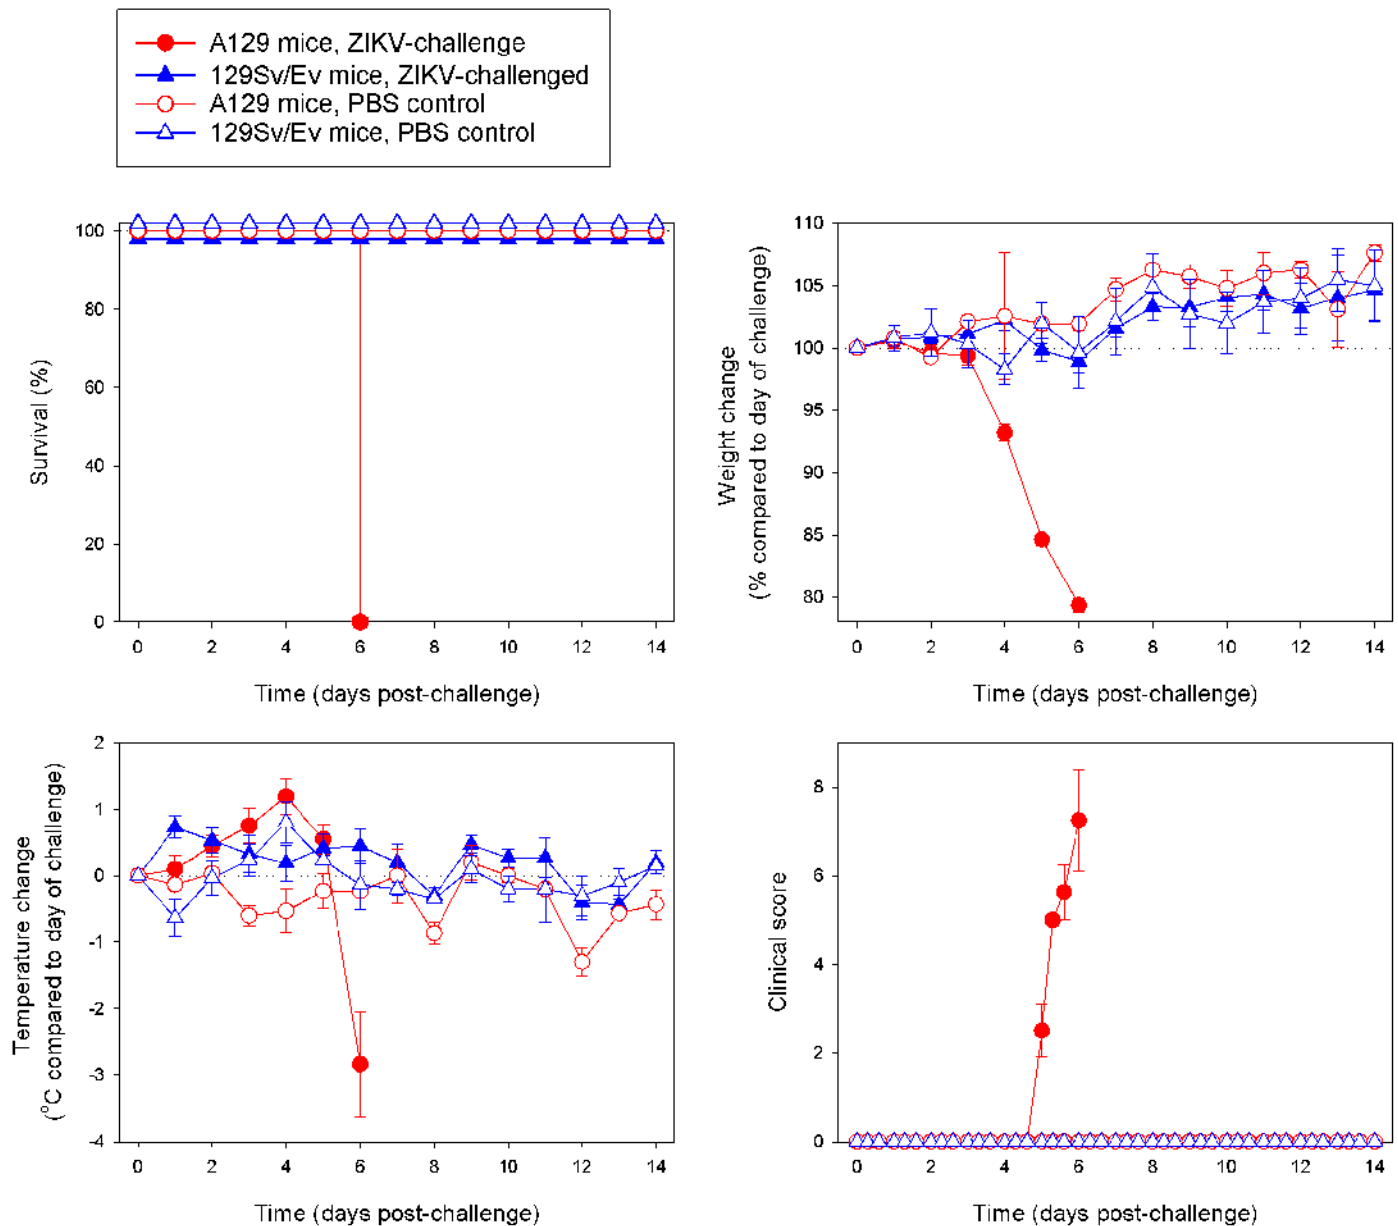 A129 mice, ZIKV-challenge
129Sv/Ev mice, ZIKV-challenged
A129 mice, PBS control
129Sv/Ev mice, PBS control
Survival (%)
100
80
60
40
20
0
0 2 4 6 8 10 12 14
Time (days post-challenge)
Weight change
(% compared to day of challenge)
110
105
100
95
90
85
80
0 2 4 6 8 10 12 14
Time (days post-challenge)
Temperature change
(°C compared to day of challenge)
2
1
0
-1
-2
-3
-4
0 2 4 6 8 10 12 14
Time (days post-challenge)
Clinical score
8
6
4
2
0
0 2 4 6 8 10 12 14
Time (days post-challenge)